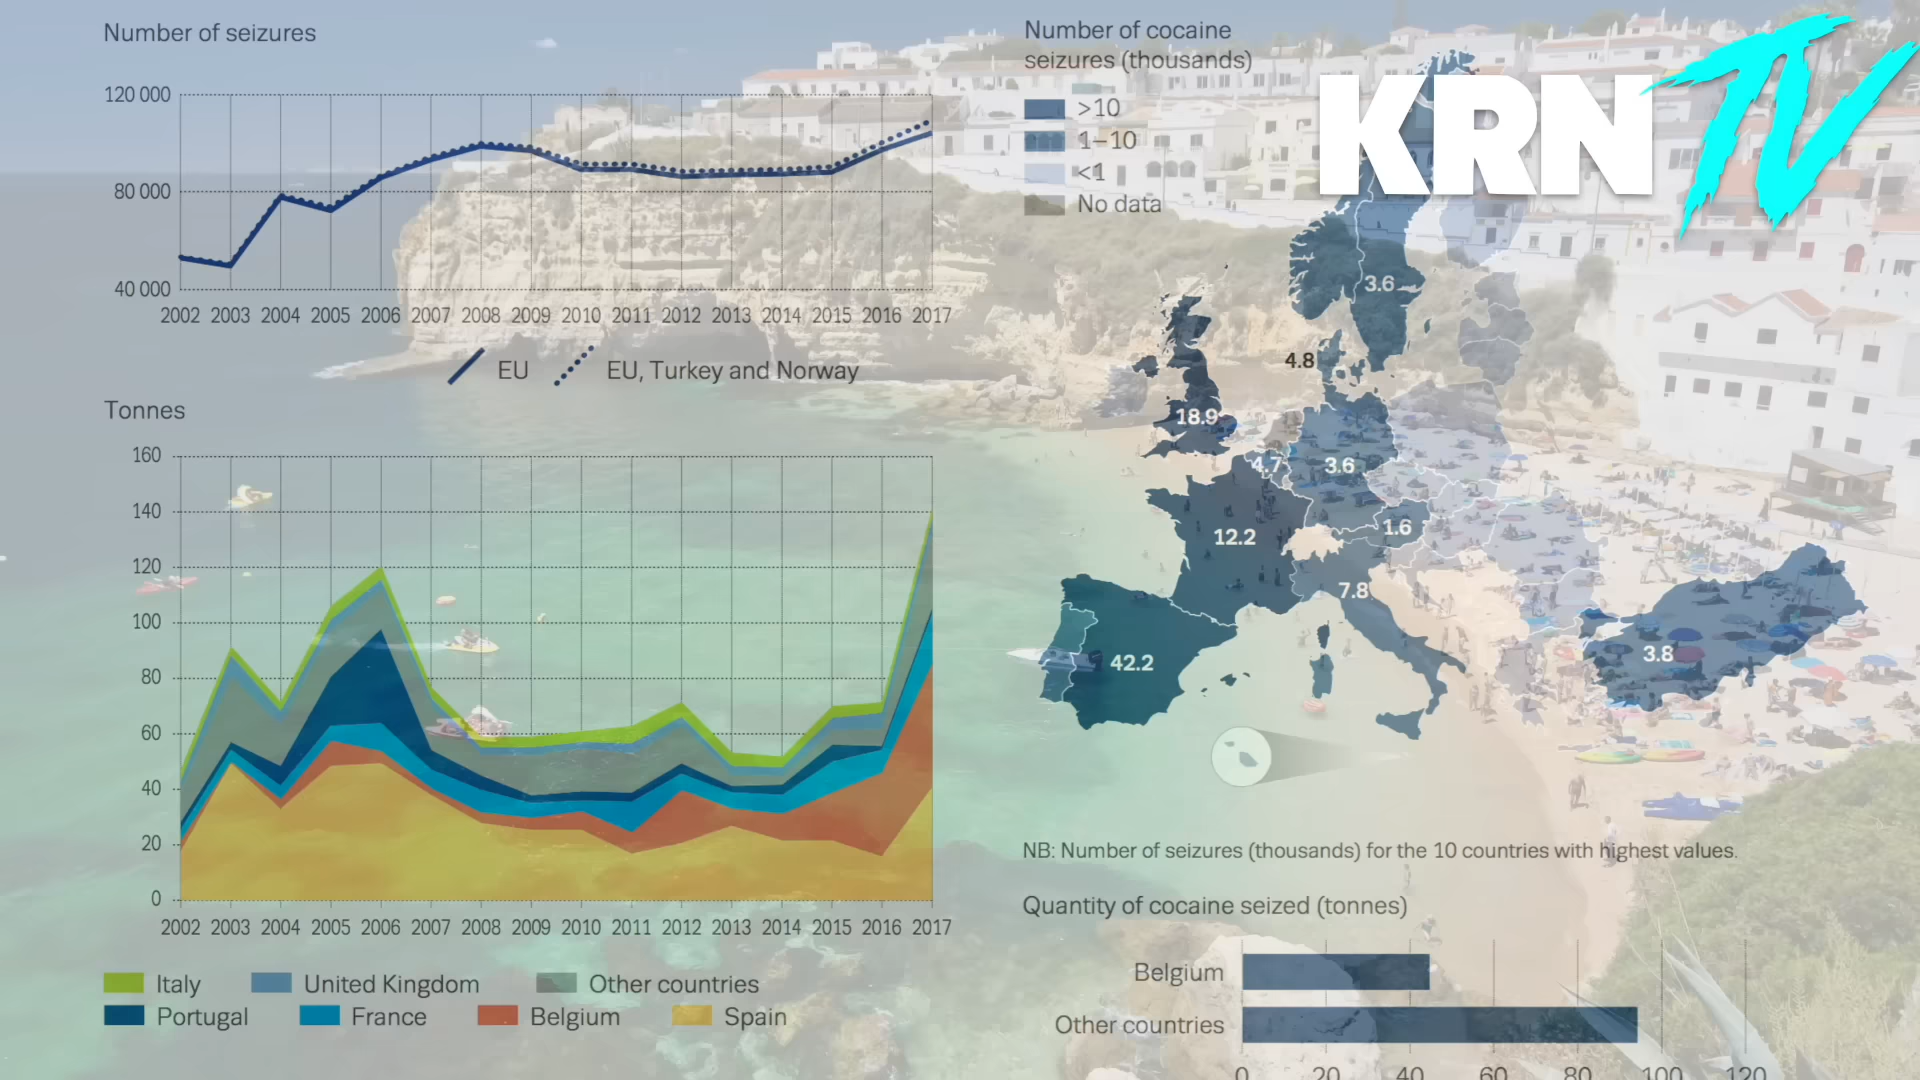 Number of seizures
120 000
80 000
40 000
2002 2003 2004 2005 2006 2007 2008 2009 2010 2011 2012 2013 2014 2015 2016 2017
EU EU, Turkey and Norway
Tonnes
160
140
120
100
80
60
40
20
0
2002 2003 2004 2005 2006 2007 2008 2009 2010 2011 2012 2013 2014 2015 2016 2017
Italy United Kingdom Other countries
Portugal France Belgium Spain
Number of cocaine
seizures (thousands)
>10
1–10
<1
No data
KRN TV
3.6
4.8
18.9
4.7
3.6
12.2
1.6
7.8
42.2
3.8
NB: Number of seizures (thousands) for the 10 countries with highest values.
Quantity of cocaine seized (tonnes)
Belgium
Other countries
0 20 40 60 80 100 120